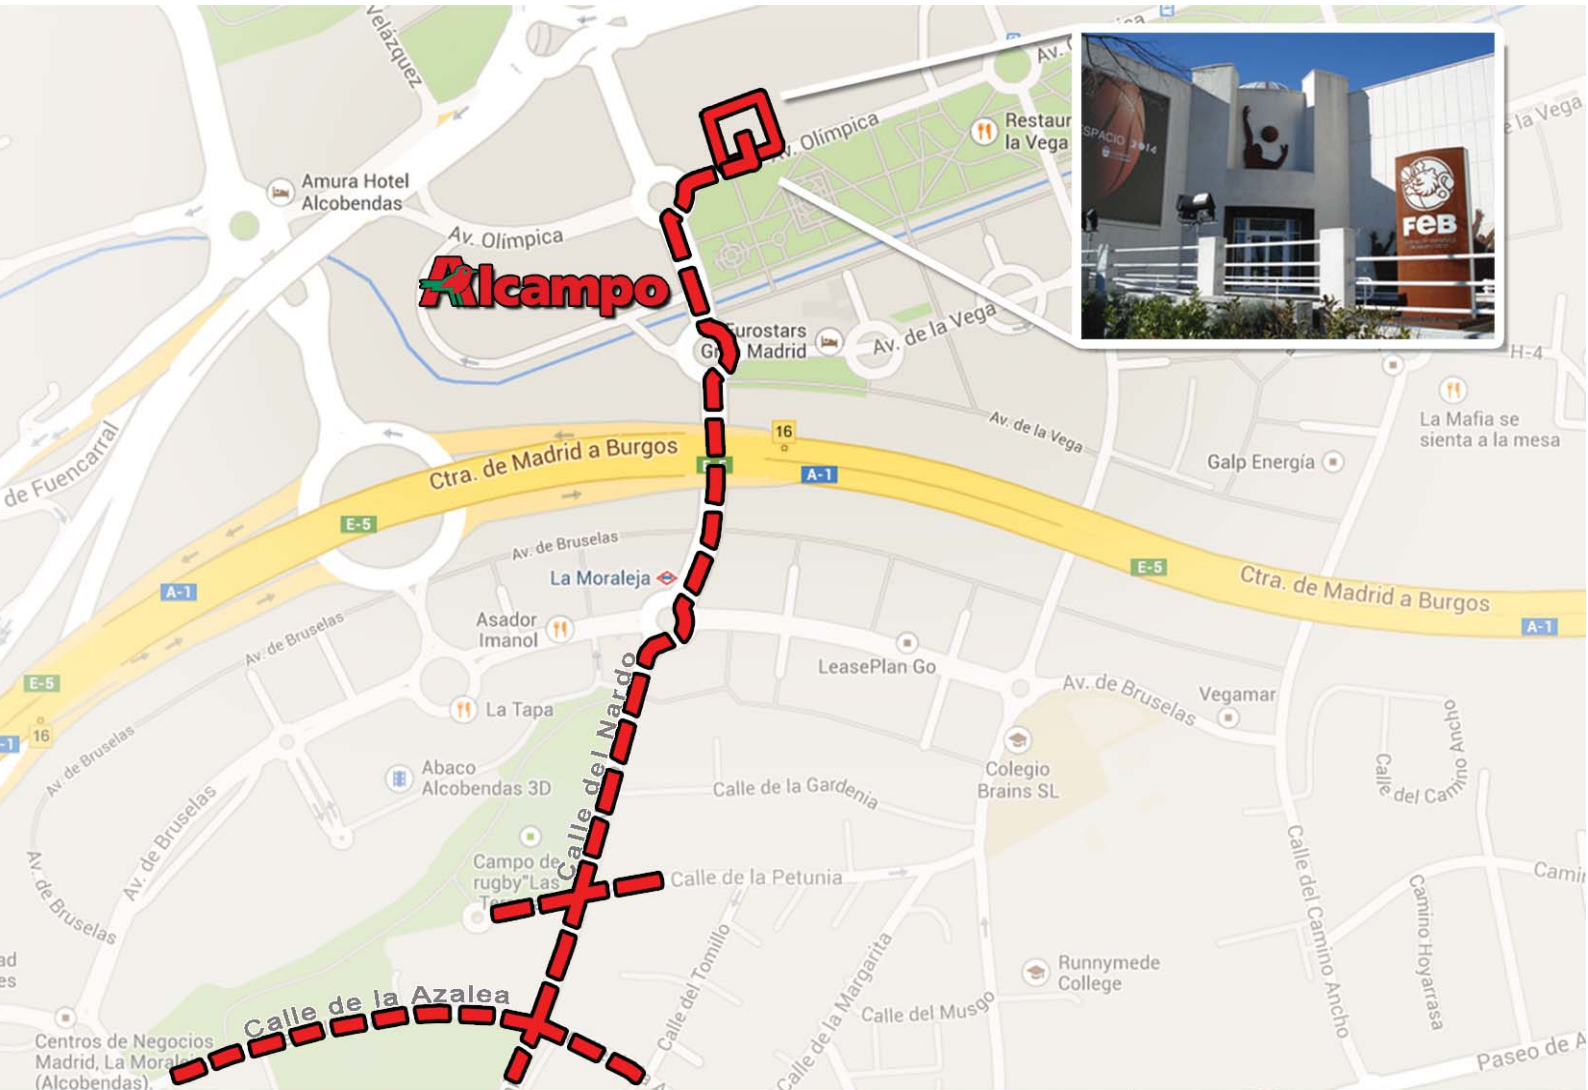 Velázquez
Av. Olímpica
Restaur
la Vega
ESPACIO 2014
FeB
e la Vega
Amura Hotel
Alcobendas
Av. Olímpica
Alcampo
Eurostars
Madrid
Av. de la Vega
H-4
La Mafia se
sienta a la mesa
Av. de la Vega
Galp Energía
16
A-1
Ctra. de Madrid a Burgos
de Fuencarral
E-5
Av. de Bruselas
La Moraleja
A-1
E-5
Ctra. de Madrid a Burgos
A-1
Asador
Imanol
Av. de Bruselas
LeasePlan Go
E-5
Av. de Bruselas
Vegamar
La Tapa
16
-1
Av. de Bruselas
Calle del Nardo
Abaco
Alcobendas 3D
Calle de la Gardenia
Colegio
Brains SL
Calle del Camino Ancho
Av. de Bruselas
Campo de
rugby"Las
Calle de la Petunia
Av. de Bruselas
Calle del Camino Ancho
Camino Hoyarrasa
Camin
ad
es
Calle de la Azalea
Calle del Tomillo
Calle de la Margarita
Calle del Musgo
Runnymede
College
Centros de Negocios
Madrid, La Morale
(Alcobendas),
Paseo de A